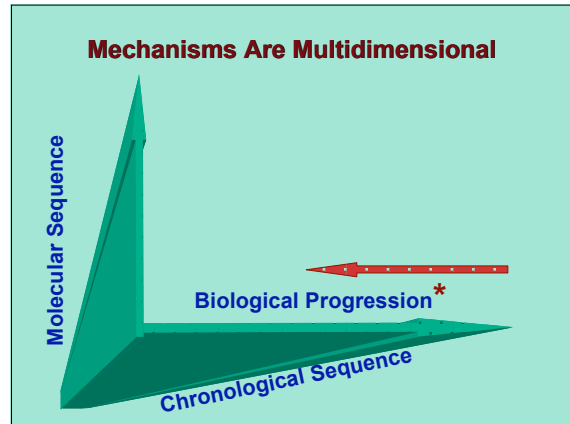 Mechanisms Are Multidimensional
Molecular Sequence
Biological Progression*
Chronological Sequence